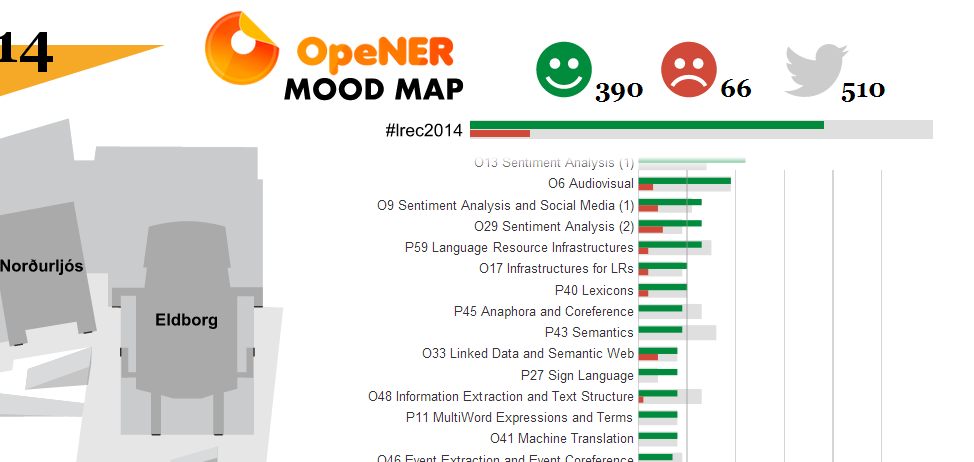 14
OpeNER
MOOD MAP
390
66
510
#lrec2014
O13 Sentiment Analysis (1)
O6 Audiovisual
O9 Sentiment Analysis and Social Media (1)
O29 Sentiment Analysis (2)
P59 Language Resource Infrastructures
O17 Infrastructures for LRs
P40 Lexicons
P45 Anaphora and Coreference
P43 Semantics
O33 Linked Data and Semantic Web
P27 Sign Language
O48 Information Extraction and Text Structure
P11 MultiWord Expressions and Terms
O41 Machine Translation
O46 Event Extraction and Event Coreference
Norðurljós
Eldborg